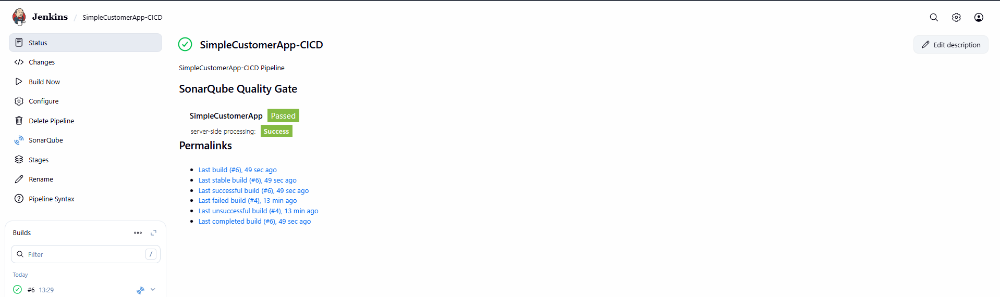 Jenkins / SimpleCustomerApp-CICD
Status
Changes
Build Now
Configure
Delete Pipeline
SonarQube
Stages
Rename
Pipeline Syntax
Builds
Filter /
Today
#6 13:29
SimpleCustomerApp-CICD
Edit description
SimpleCustomerApp-CICD Pipeline
SonarQube Quality Gate
SimpleCustomerApp Passed
server-side processing: Success
Permalinks
Last build (#6), 49 sec ago
Last stable build (#6), 49 sec ago
Last successful build (#6), 49 sec ago
Last failed build (#4), 13 min ago
Last unsuccessful build (#4), 13 min ago
Last completed build (#6), 49 sec ago